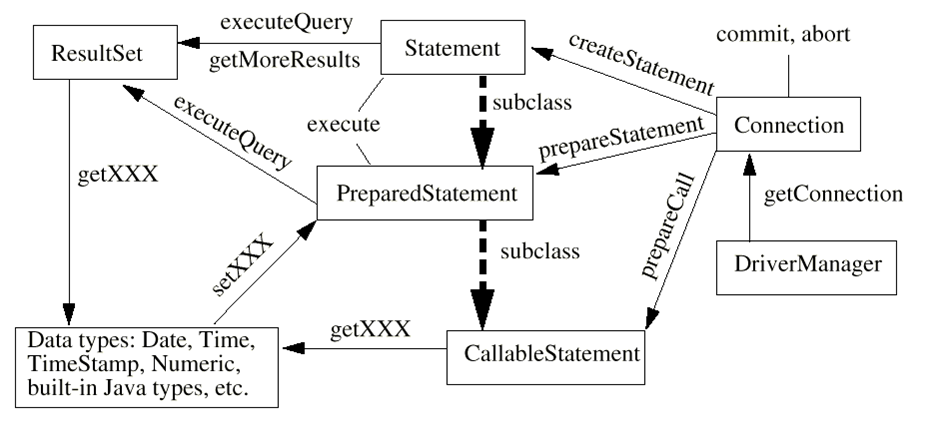 executeQuery
ResultSet
Statement
getMoreResults
createStatement
commit, abort
subclass
executeQuery
execute
prepareStatement
Connection
getXXX
PreparedStatement
prepareCall
getConnection
setXXX
subclass
DriverManager
Data types: Date, Time,
TimeStamp, Numeric,
built-in Java types, etc.
getXXX
CallableStatement